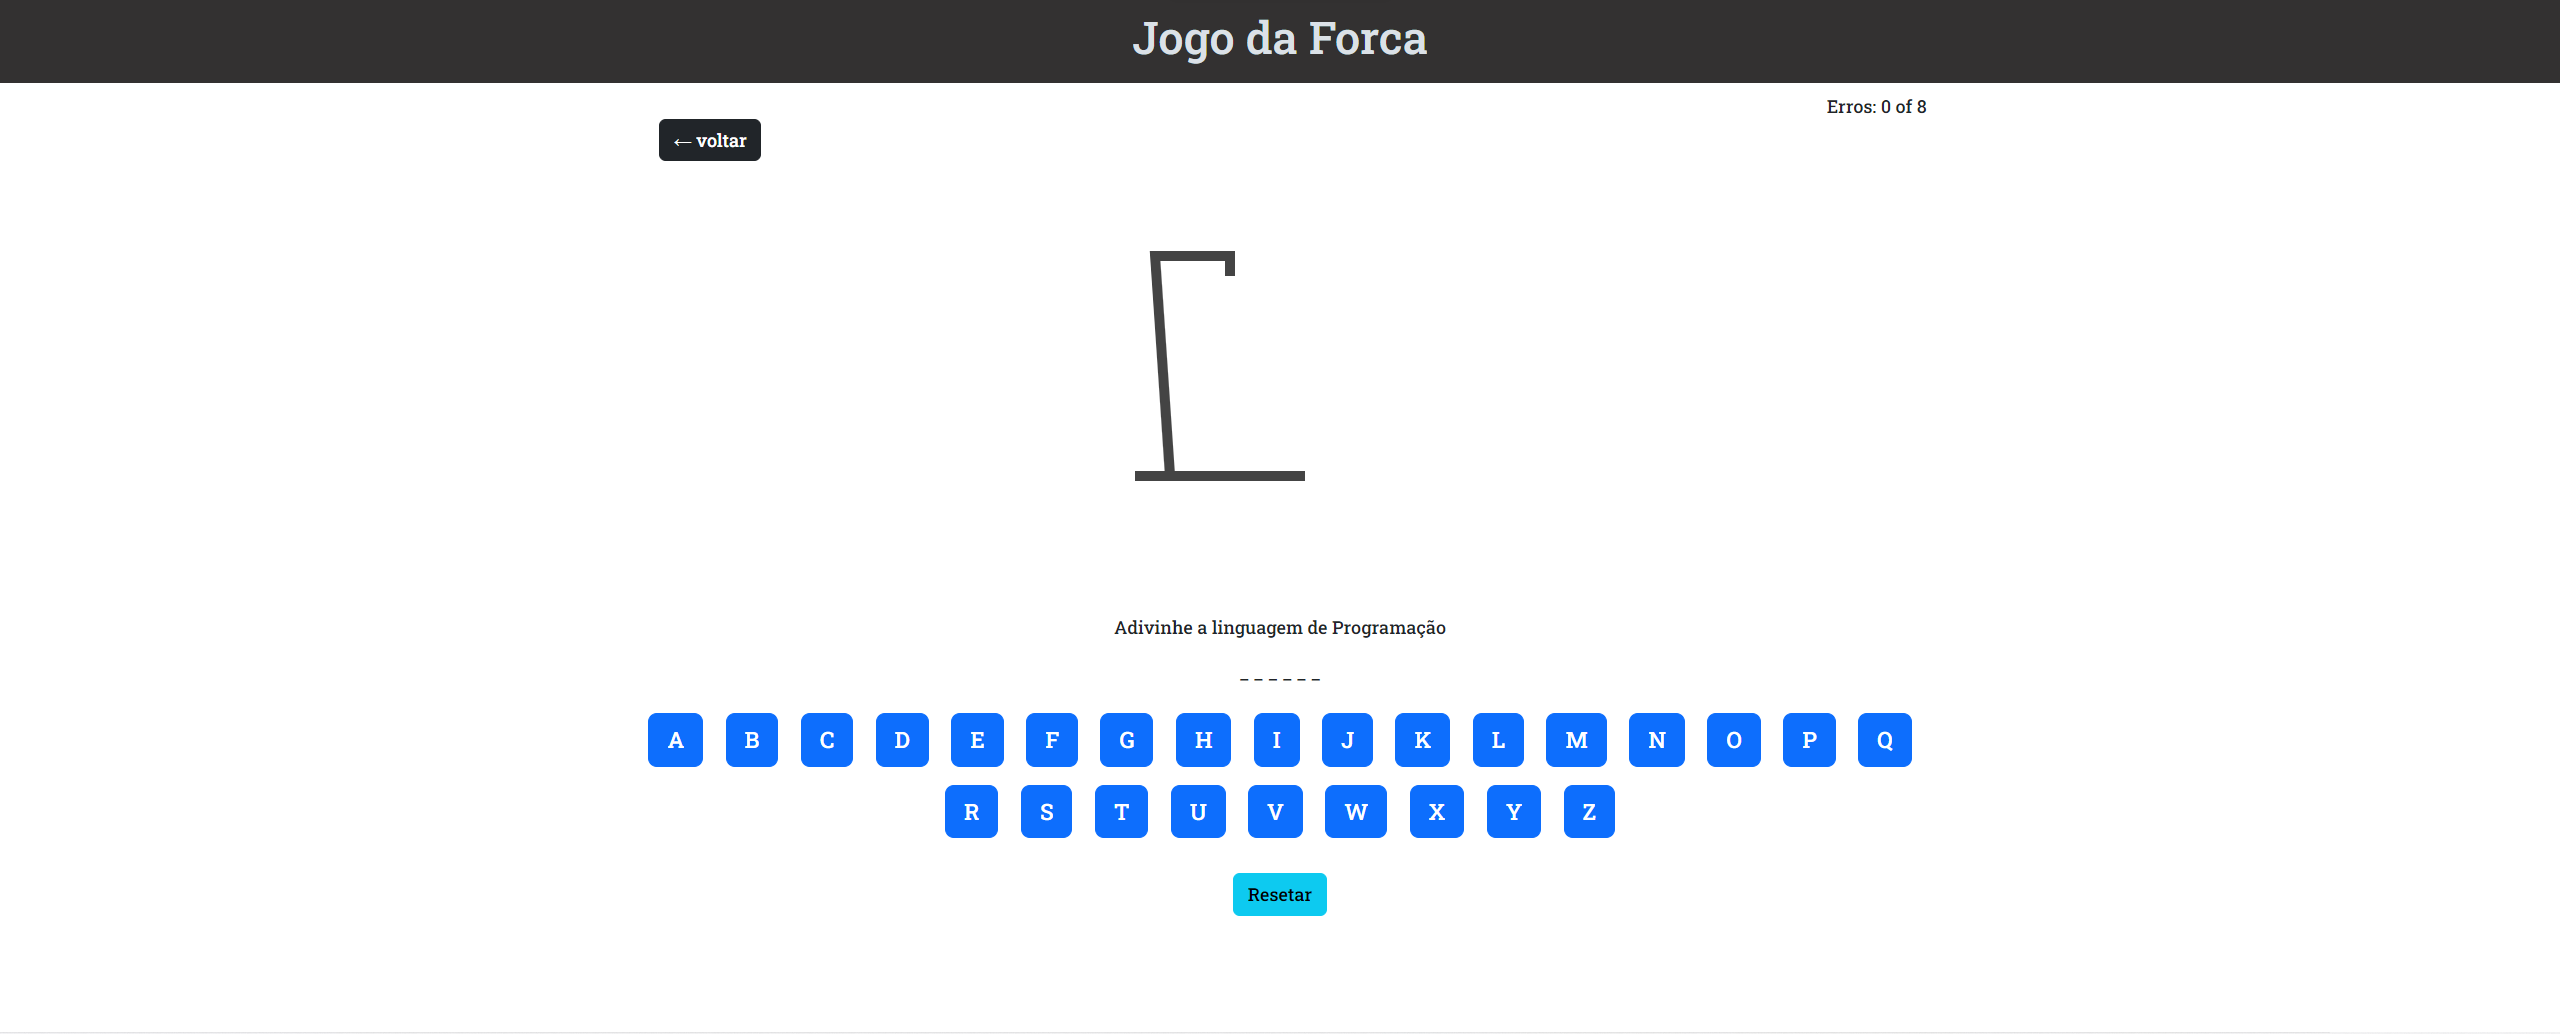 Jogo da Forca
Erros: 0 of 8
← voltar
Adivinhe a linguagem de Programação
_ _ _ _ _ _
A B C D E F G H I J K L M N O P Q
R S T U V W X Y Z
Resetar